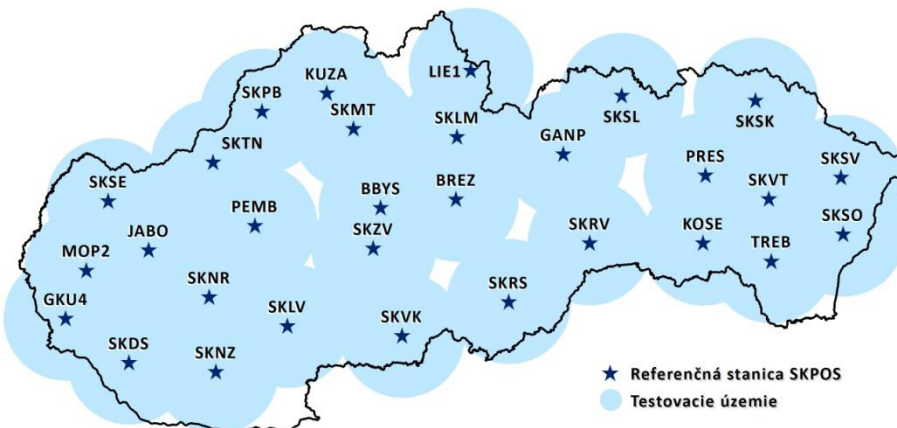 KUZA
LIE1
SKPB
SKMT
SKLM
SKSL
SKSK
GANP
SKTN
PRES
SKSV
SKSE
BBYS
BREZ
SKVT
PEMB
JABO
SKZV
SKRV
KOSE
SKSO
MOP2
TREB
SKNR
SKRS
GKU4
SKLV
SKVK
SKDS
SKNZ
Referenčná stanica SKPOS
Testovacie územie